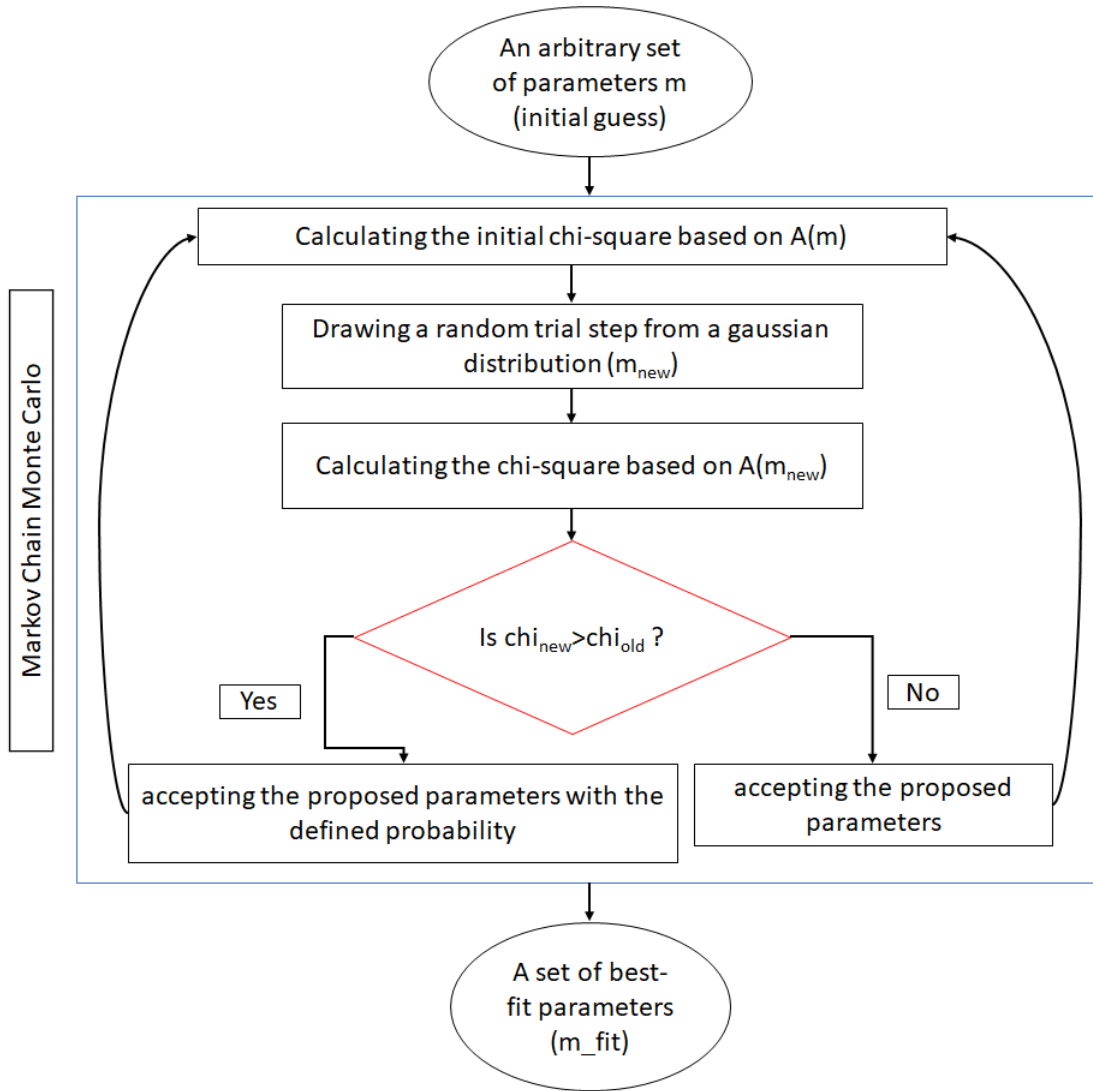 An arbitrary set
of parameters m
(initial guess)
Calculating the initial chi-square based on A(m)
Drawing a random trial step from a gaussian
distribution (mnew)
Calculating the chi-square based on A(mnew)
Markov Chain Monte Carlo
Is chinew>chiold ?
Yes
No
accepting the proposed parameters with the
defined probability
accepting the proposed
parameters
A set of best-
fit parameters
(m_fit)